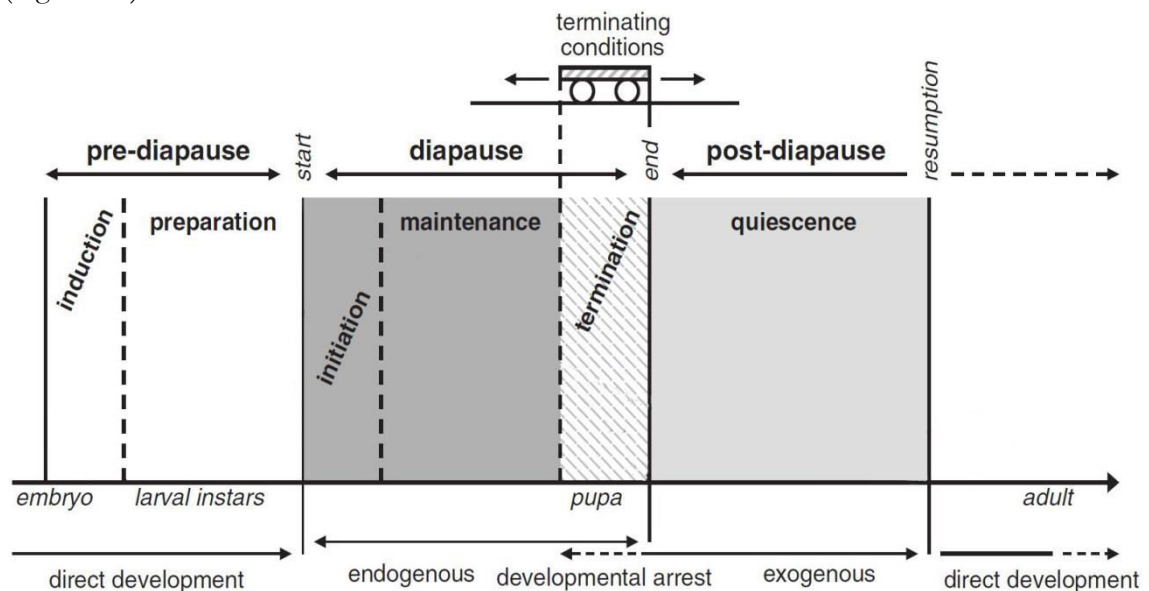 terminating
conditions
pre-diapause
start
diapause
end
post-diapause
resumption
induction
preparation
initiation
maintenance
termination
quiescence
embryo
larval instars
pupa
adult
direct development
endogenous
developmental arrest
exogenous
direct development